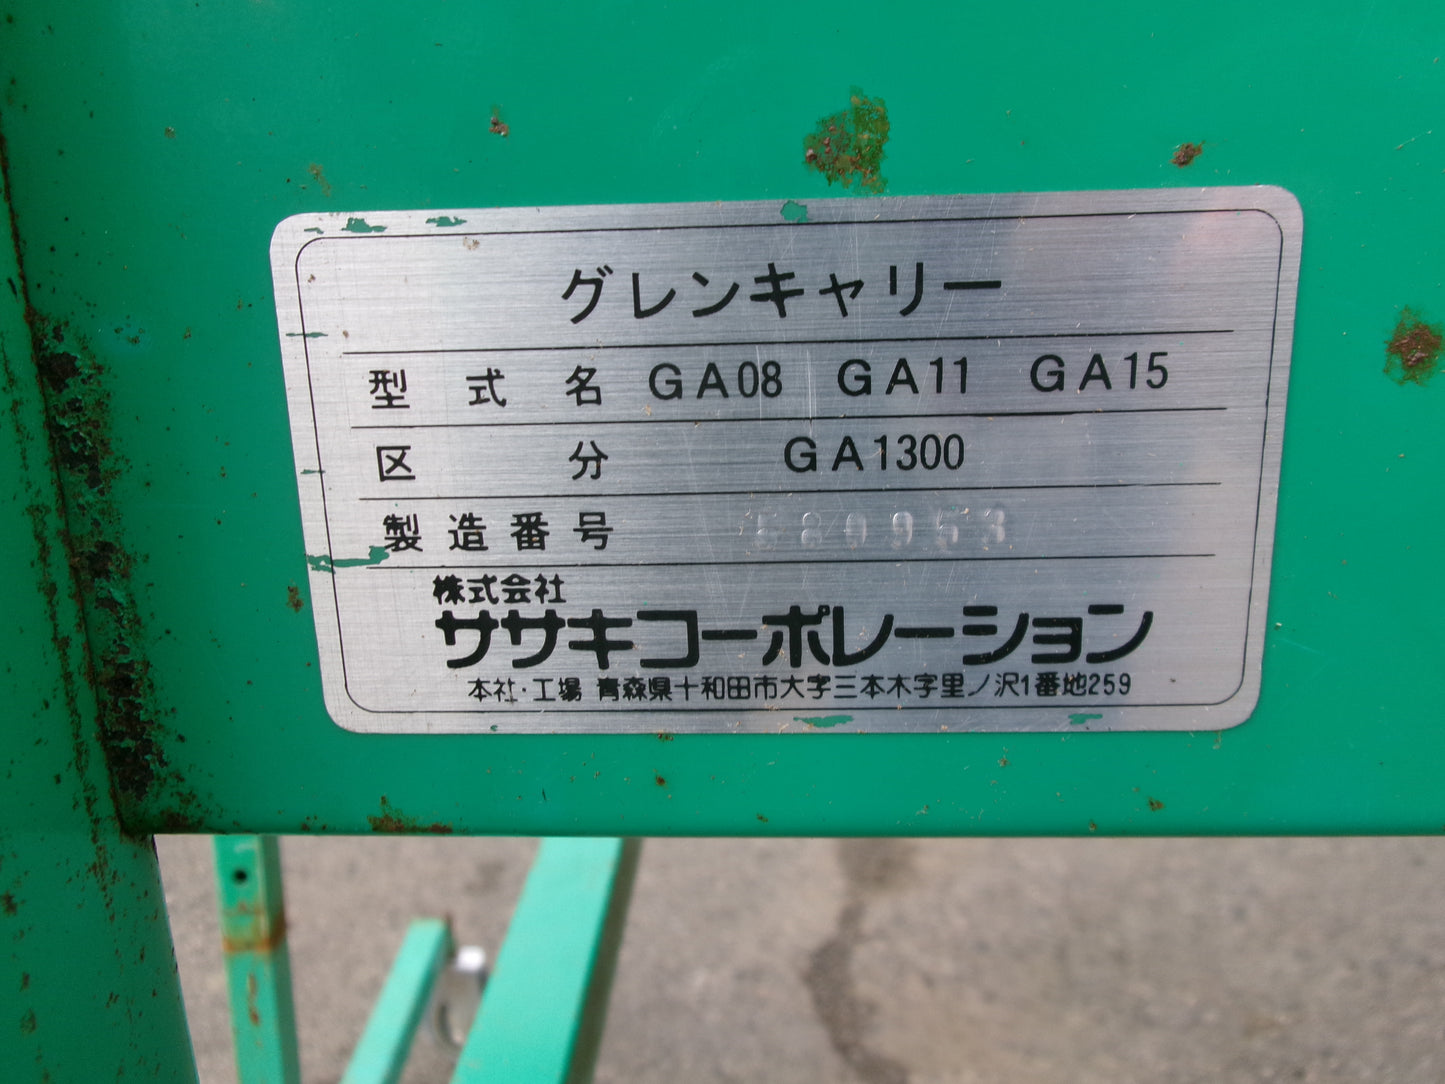 グレンキャリー
型式名 GA08 GA11 GA15
区分 GA1300
製造番号 580953
株式会社
ササキコーポレーション
本社・工場 青森県十和田市大字三本木字里ノ沢1番地259